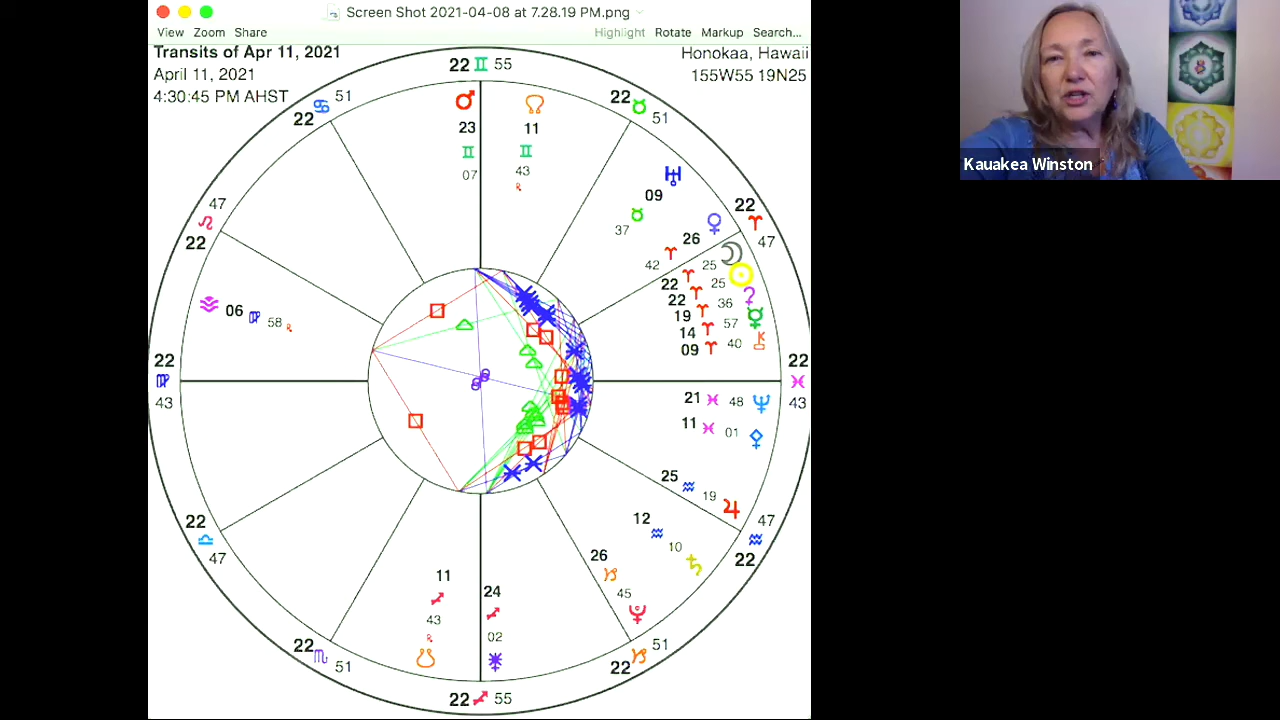 Screen Shot 2021-04-08 at 7.28.19 PM.png
View Zoom Share
Highlight Rotate Markup Search...
Transits of Apr 11, 2021
April 11, 2021
4:30:45 PM AHST
Honokaa, Hawaii
155W55 19N25
Kauakea Winston
22 ♊ 55
22 ♉ 51
22 ♈ 47
22 ♓ 43
22 ♒ 47
22 ♑ 51
22 ♐ 55
22 ♏ 51
22 ♎ 47
22 ♍ 43
22 ♌ 47
22 ♋ 51
♂ 23 ♊ 07
☊ 11 ♊ 43 ℞
♅ 09 ♉ 37
♀ 26 ♈ 42
☽ 22 ♈ 25
☉ 22 ♈ 25
⚳ 19 ♈ 36
☿ 14 ♈ 57
⚷ 09 ♈ 40
♆ 21 ♓ 48
⚴ 11 ♓ 01
♃ 25 ♒ 19
♄ 12 ♒ 10
♇ 26 ♑ 45
⚵ 24 ♐ 02
☋ 11 ♐ 43 ℞
⚶ 06 ♍ 58 ℞